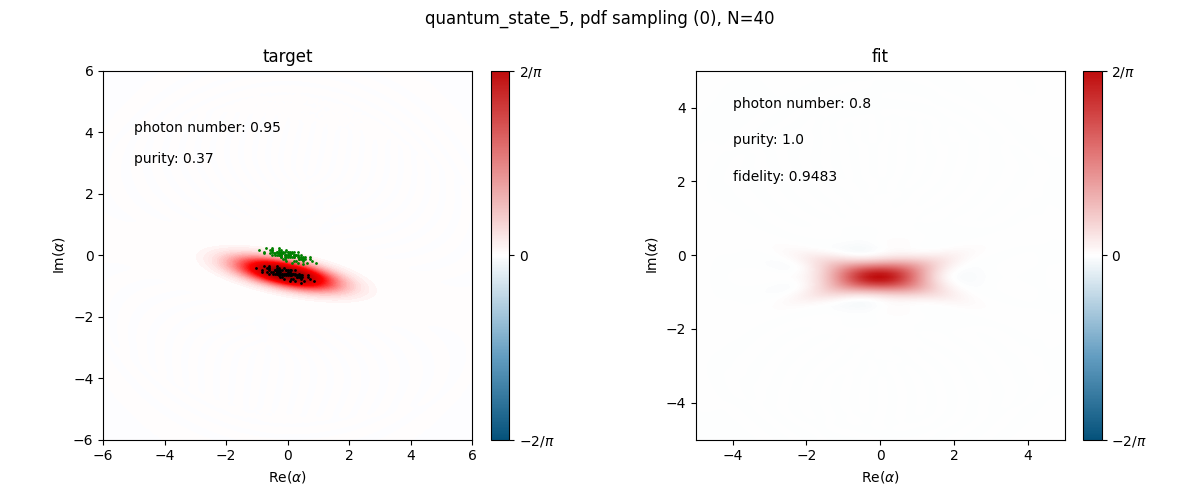 quantum_state_5, pdf sampling (0), N=40
target
6
4
2
0
−2
−4
−6
−6
−4
−2
0
2
4
6
Im(α)
Re(α)
photon number: 0.95
purity: 0.37
2/π
0
−2/π
fit
4
2
0
−2
−4
−4
−2
0
2
4
Im(α)
Re(α)
photon number: 0.8
purity: 1.0
fidelity: 0.9483
2/π
0
−2/π